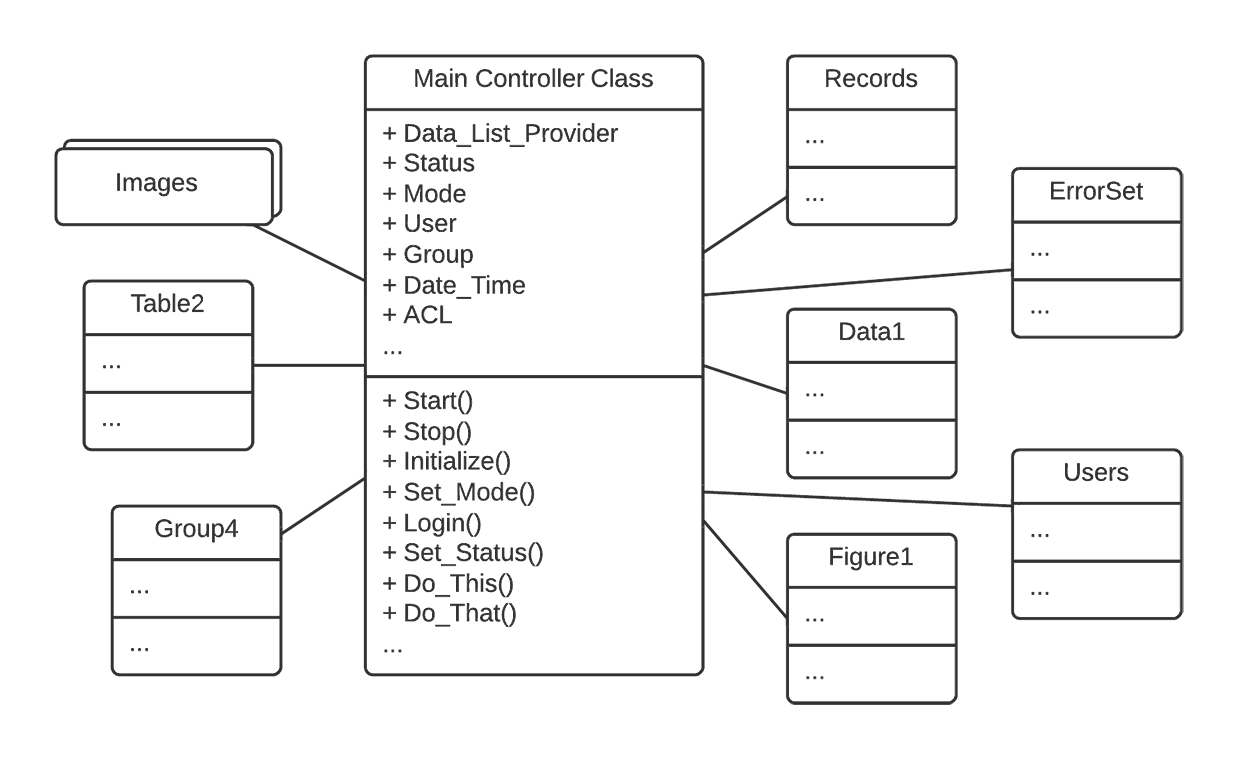 Main Controller Class
+ Data_List_Provider
+ Status
+ Mode
+ User
+ Group
+ Date_Time
+ ACL
...
+ Start()
+ Stop()
+ Initialize()
+ Set_Mode()
+ Login()
+ Set_Status()
+ Do_This()
+ Do_That()
...
Images
Table2
...
...
Group4
...
...
Records
...
...
ErrorSet
...
...
Data1
...
...
Users
...
...
Figure1
...
...